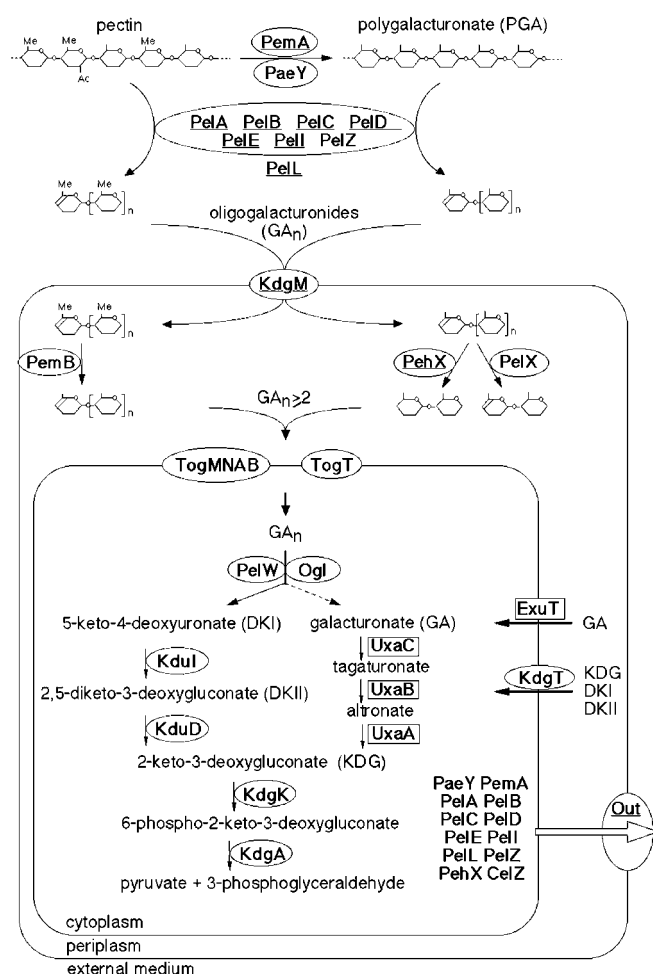 pectin
polygalacturonate (PGA)
Me Me Me
Ac
PemA
PaeY
PelA PelB PelC PelD
PelE PelI PelZ
PelL
Me Me
n
n
oligogalacturonides
(GAn)
KdgM
Me Me
n
n
PemB
PehX PelX
n
GAn≥2
TogMNAB TogT
GAn
PelW OgI
5-keto-4-deoxyuronate (DKI)
galacturonate (GA)
ExuT
GA
KduI
UxaC
tagaturonate
KdgT
KDG
DKI
DKII
2,5-diketo-3-deoxygluconate (DKII)
UxaB
altronate
KduD
UxaA
2-keto-3-deoxygluconate (KDG)
KdgK
6-phospho-2-keto-3-deoxygluconate
KdgA
pyruvate + 3-phosphoglyceraldehyde
PaeY PemA
PelA PelB
PelC PelD
PelE PelI
PelL PelZ
PehX CelZ
Out
cytoplasm
periplasm
external medium